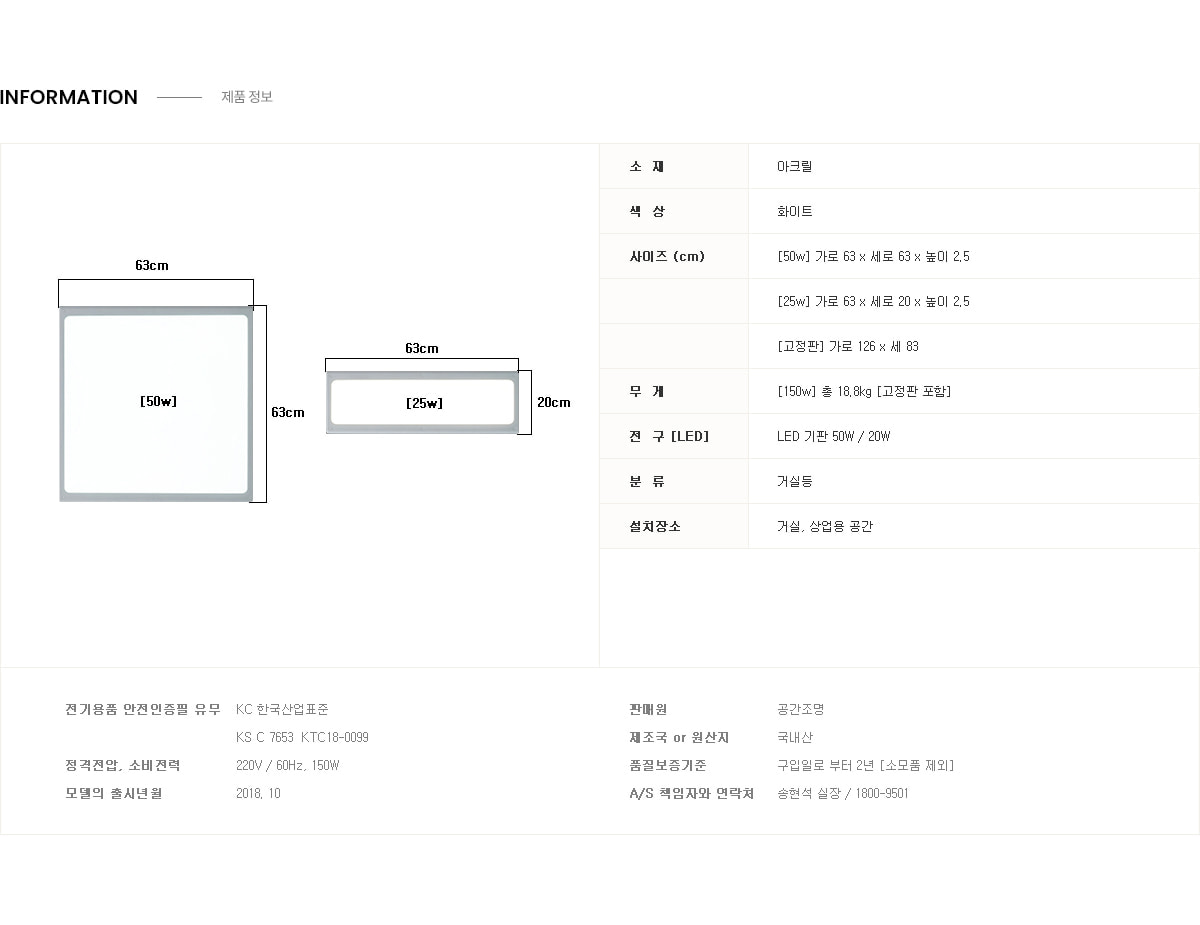 INFORMATION 제품 정보
63cm
[50w]
63cm
63cm
[25w]
20cm
소 재 아크릴
색 상 화이트
사이즈 (cm) [50w] 가로 63 x 세로 63 x 높이 2.5
[25w] 가로 63 x 세로 20 x 높이 2.5
[고정판] 가로 126 x 세 83
무 게 [150w] 총 18.8kg [고정판 포함]
전 구 [LED] LED 기판 50W / 20W
분 류 거실등
설치장소 거실, 상업용 공간
전기용품 안전인증필 유무 KC 한국산업표준
KS C 7653 KTC18-0099
정격전압, 소비전력 220V / 60Hz, 150W
모델의 출시년월 2018. 10
판매원 공간조명
제조국 or 원산지 국내산
품질보증기준 구입일로 부터 2년 [소모품 제외]
A/S 책임자와 연락처 송현석 실장 / 1800-9501